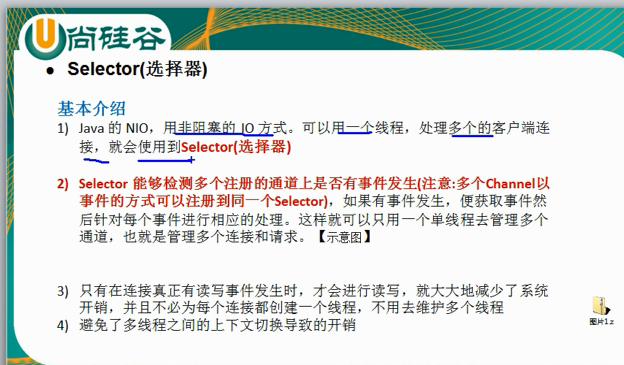 U尚硅谷
● Selector(选择器)
基本介绍
1) Java 的 NIO，用非阻塞的 IO 方式。可以用一个线程，处理多个的客户端连
接，就会使用到Selector(选择器)
2) Selector 能够检测多个注册的通道上是否有事件发生(注意:多个Channel以
事件的方式可以注册到同一个Selector)，如果有事件发生，便获取事件然
后针对每个事件进行相应的处理。这样就可以只用一个单线程去管理多个
通道，也就是管理多个连接和请求。【示意图】
3) 只有在连接真正有读写事件发生时，才会进行读写，就大大地减少了系统
开销，并且不必为每个连接都创建一个线程，不用去维护多个线程
4) 避免了多线程之间的上下文切换导致的开销
图片1.z